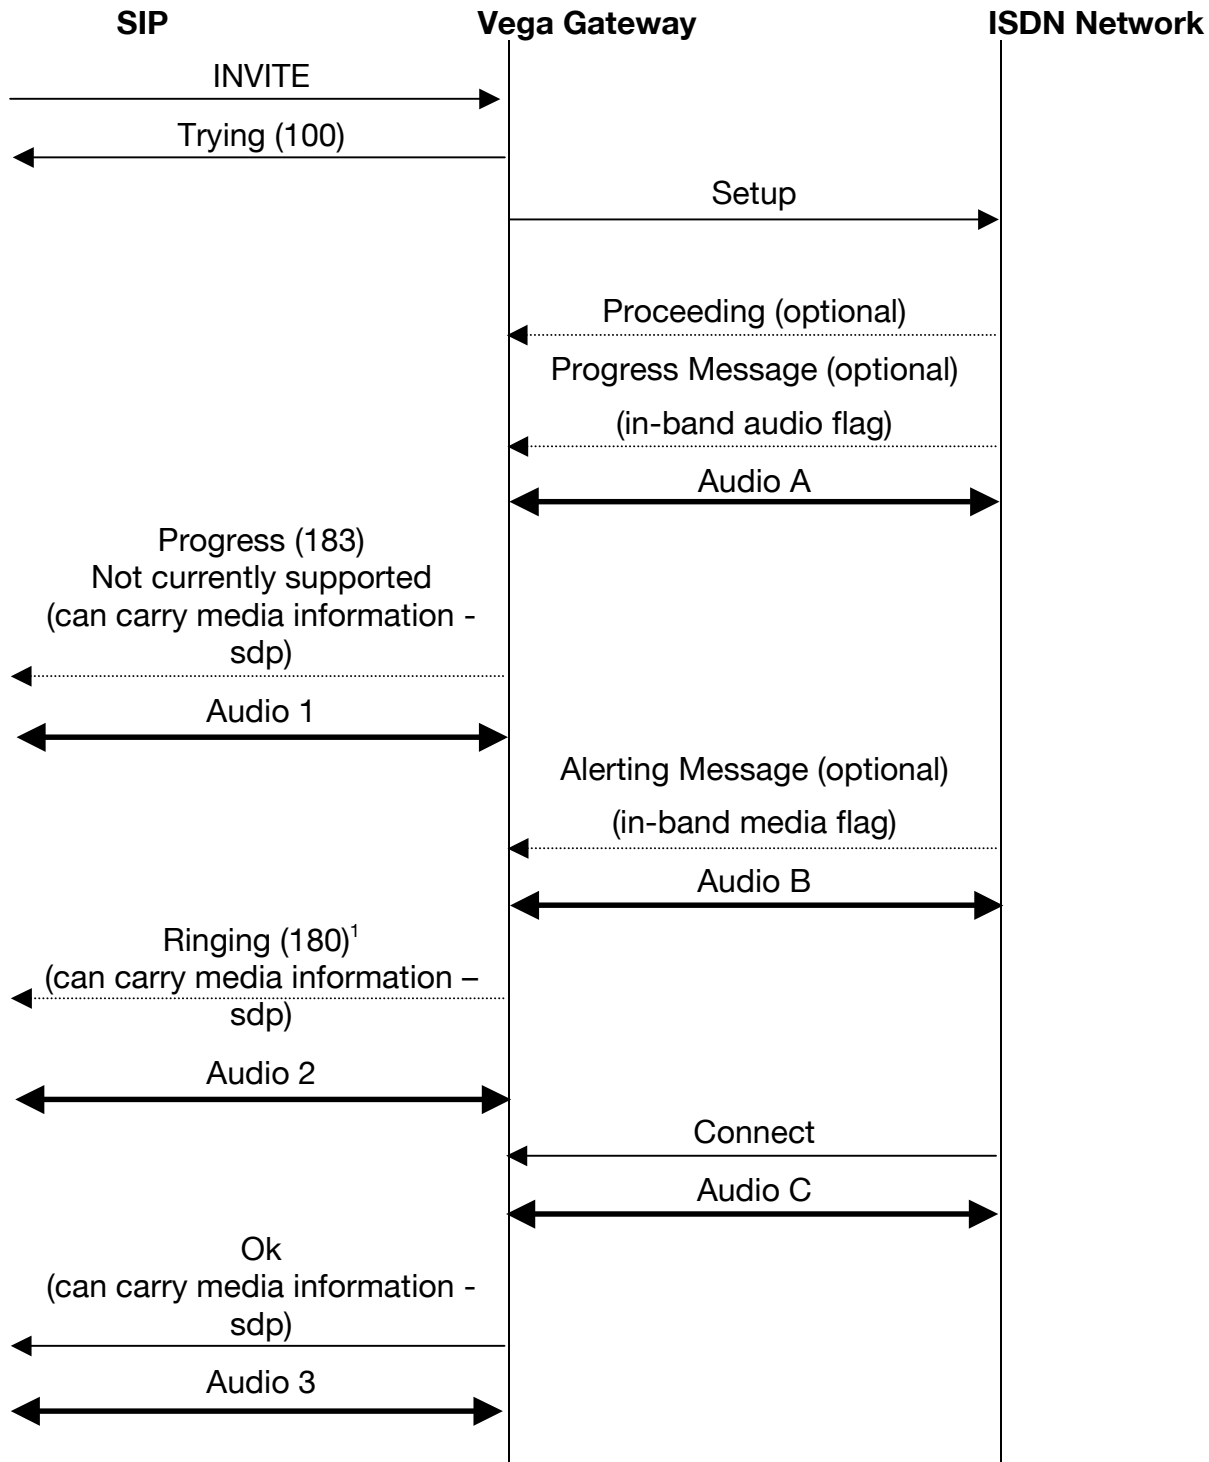 SIP Vega Gateway ISDN Network
INVITE
Trying (100)
Setup
Proceeding (optional)
Progress Message (optional)
(in-band audio flag)
Audio A
Progress (183)
Not currently supported
(can carry media information -
sdp)
Audio 1
Alerting Message (optional)
(in-band media flag)
Audio B
Ringing (180)¹
(can carry media information –
sdp)
Audio 2
Connect
Audio C
Ok
(can carry media information -
sdp)
Audio 3